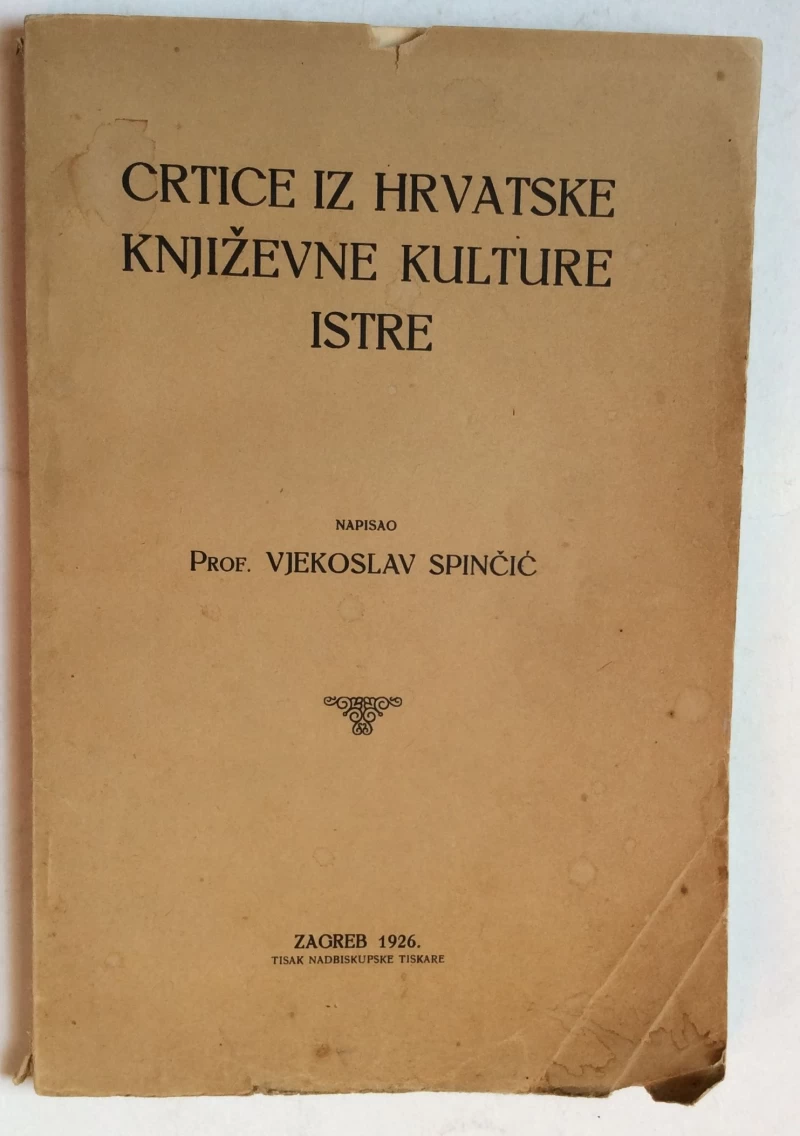 CRTICE IZ HRVATSKE
KNJIŽEVNE KULTURE
ISTRE
NAPISAO
PROF. VJEKOSLAV SPINČIĆ
ZAGREB 1926.
TISAK NADBISKUPSKE TISKARE